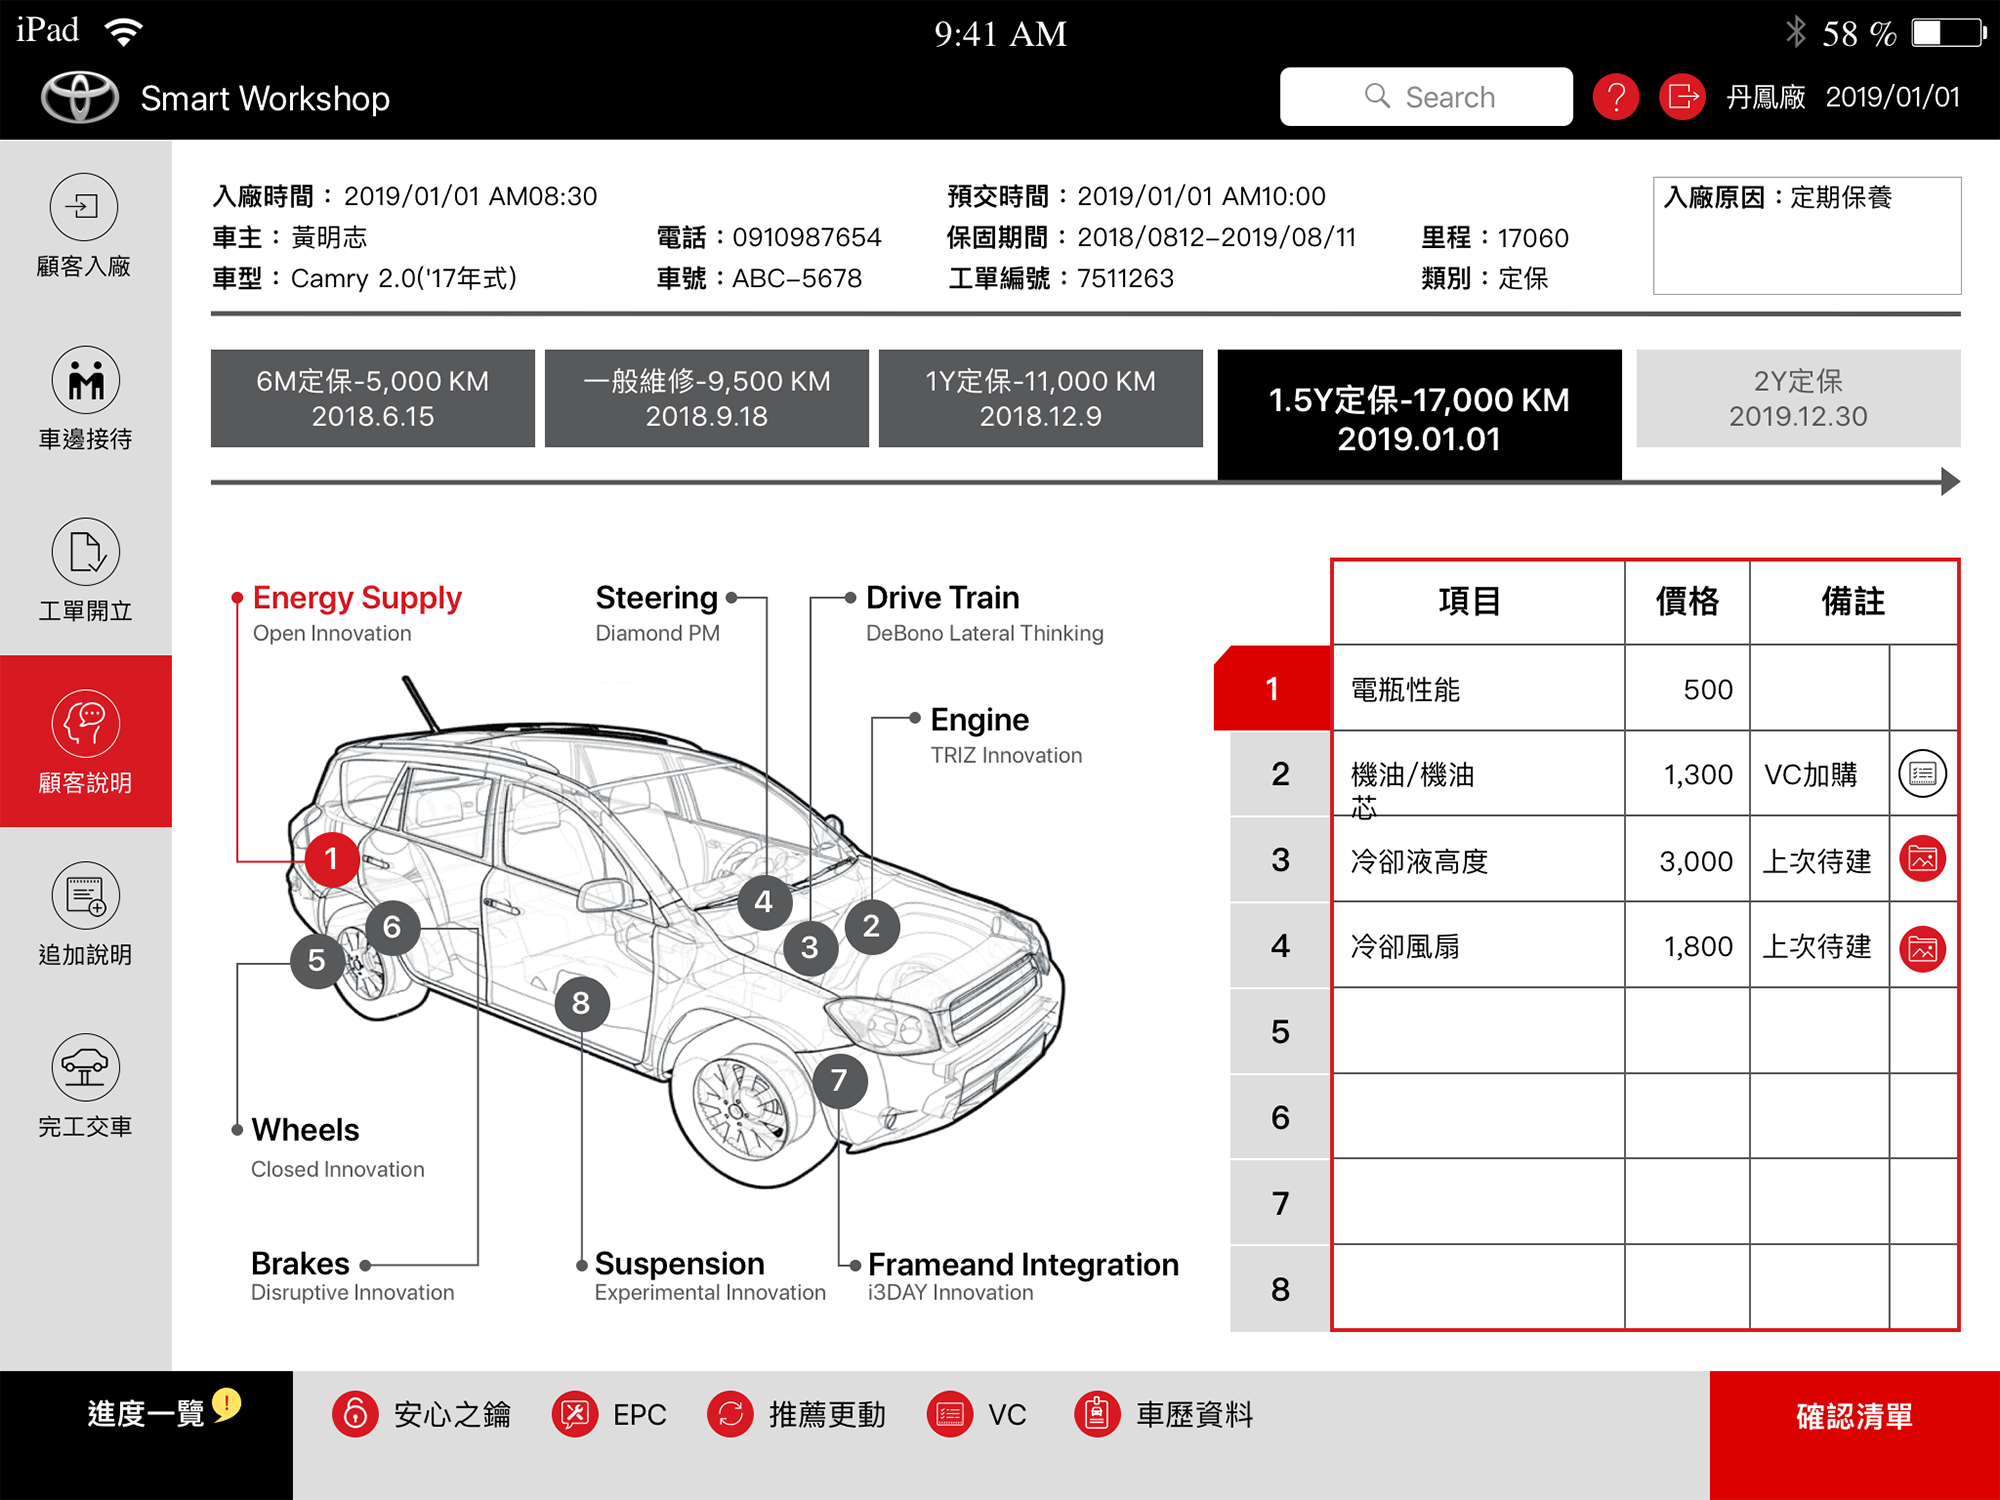 iPad
9:41 AM
58 %
Smart Workshop
Search
?
丹鳳廠 2019/01/01
顧客入廠
車邊接待
工單開立
顧客說明
追加說明
完工交車
入廠時間：2019/01/01 AM08:30
預交時間：2019/01/01 AM10:00
入廠原因：定期保養
車主：黃明志
電話：0910987654
保固期間：2018/0812–2019/08/11
里程：17060
車型：Camry 2.0('17年式)
車號：ABC–5678
工單編號：7511263
類別：定保
6M定保-5,000 KM
2018.6.15
一般維修-9,500 KM
2018.9.18
1Y定保-11,000 KM
2018.12.9
1.5Y定保-17,000 KM
2019.01.01
2Y定保
2019.12.30
Energy Supply
Open Innovation
Steering
Diamond PM
Drive Train
DeBono Lateral Thinking
Engine
TRIZ Innovation
1
6
5
4
3
2
8
7
Wheels
Closed Innovation
Brakes
Disruptive Innovation
Suspension
Experimental Innovation
Frameand Integration
i3DAY Innovation
項目 價格 備註
1 電瓶性能 500
2 機油/機油 1,300 VC加購
芯
3 冷卻液高度 3,000 上次待建
4 冷卻風扇 1,800 上次待建
5
6
7
8
進度一覽 !
安心之鑰
EPC
推薦更動
VC
車歷資料
確認清單